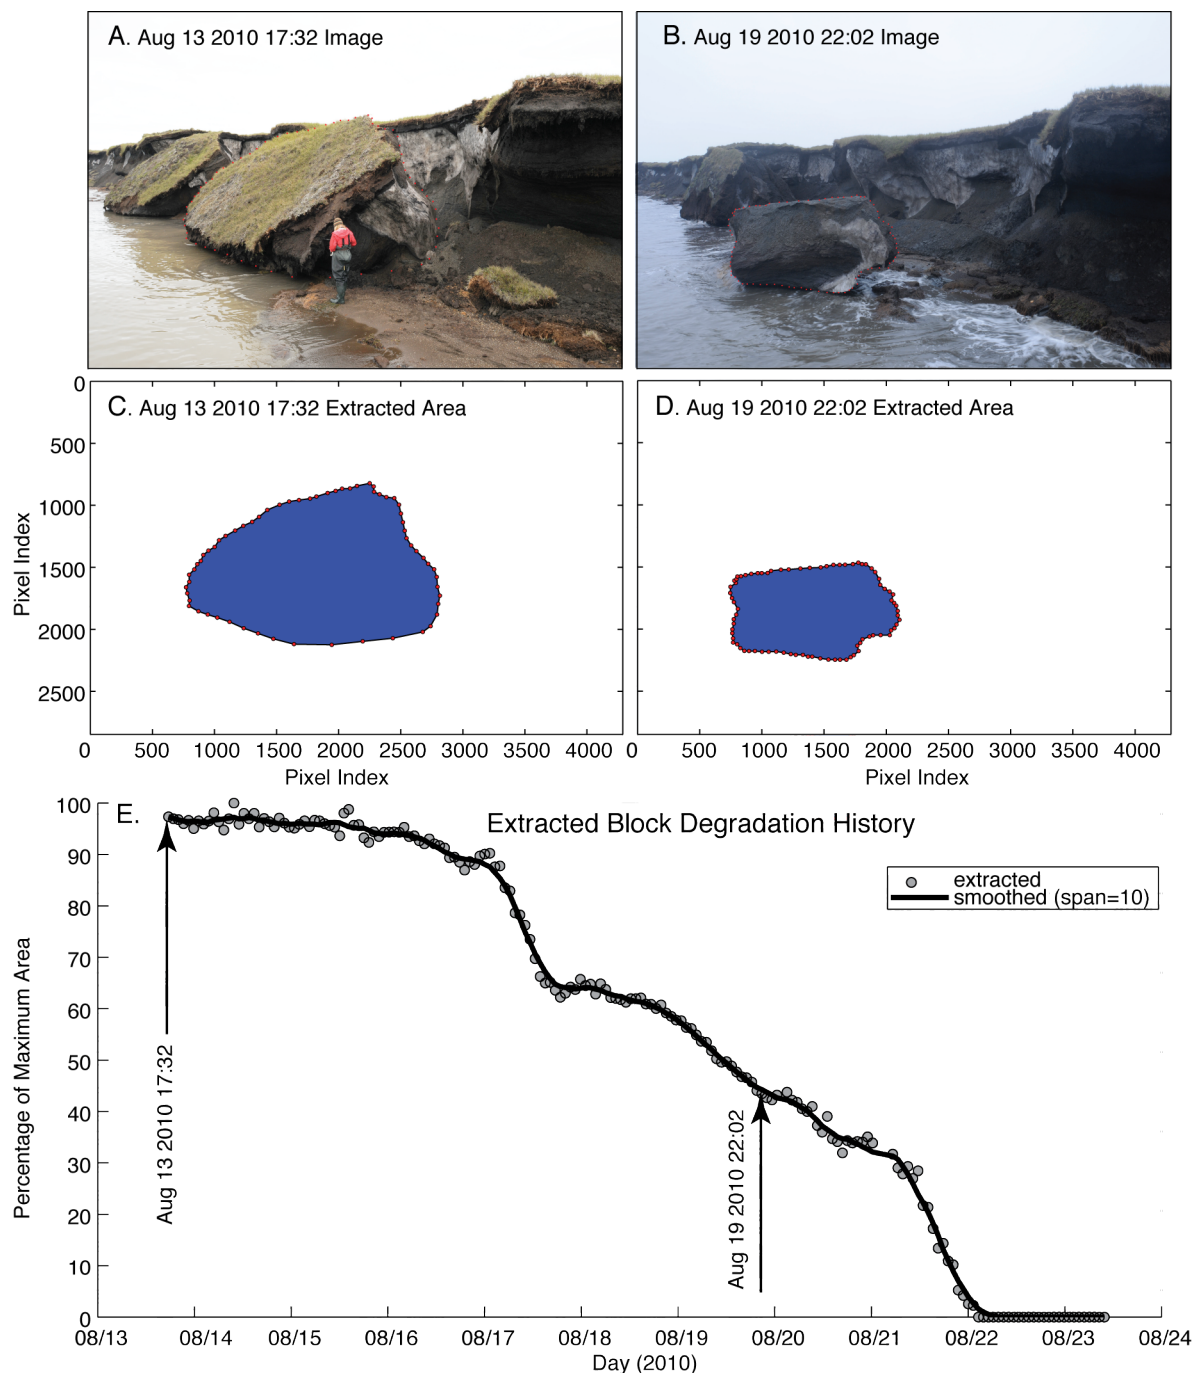 A. Aug 13 2010 17:32 Image
B. Aug 19 2010 22:02 Image
C. Aug 13 2010 17:32 Extracted Area
0
500
1000
1500
2000
2500
Pixel Index
0 500 1000 1500 2000 2500 3000 3500 4000
Pixel Index
D. Aug 19 2010 22:02 Extracted Area
0 500 1000 1500 2000 2500 3000 3500 4000
Pixel Index
E.
Extracted Block Degradation History
extracted
smoothed (span=10)
100
90
80
70
60
50
40
30
20
10
0
Percentage of Maximum Area
Aug 13 2010 17:32
Aug 19 2010 22:02
08/13 08/14 08/15 08/16 08/17 08/18 08/19 08/20 08/21 08/22 08/23 08/24
Day (2010)